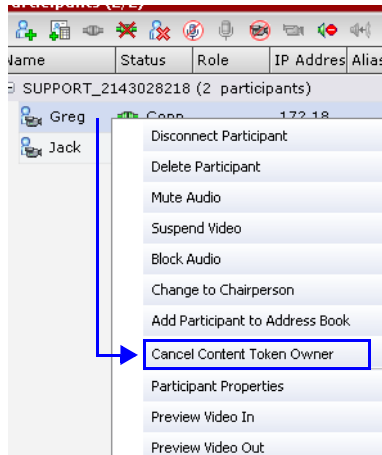 Participants (2/2)
Name Status Role IP Addres Alias
SUPPORT_2143028218 (2 participants)
Greg Conn 172.18
Jack
Disconnect Participant
Delete Participant
Mute Audio
Suspend Video
Block Audio
Change to Chairperson
Add Participant to Address Book
Cancel Content Token Owner
Participant Properties
Preview Video In
Preview Video Out